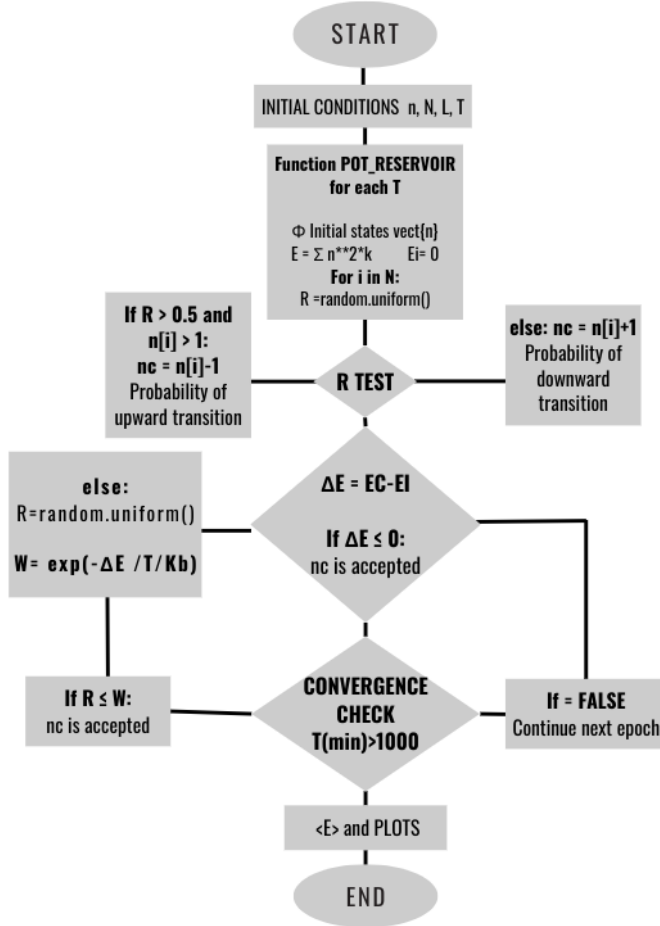 START
INITIAL CONDITIONS n, N, L, T
Function POT_RESERVOIR
for each T
Φ Initial states vect{n}
E = Σ n**2*k Ei= 0
For i in N:
R =random.uniform()
If R > 0.5 and
n[i] > 1:
nc = n[i]-1
Probability of
upward transition
R TEST
else: nc = n[i]+1
Probability of
downward
transition
ΔE = EC-EI
If ΔE ≤ 0:
nc is accepted
else:
R=random.uniform()
W= exp(-ΔE /T/Kb)
If R ≤ W:
nc is accepted
CONVERGENCE
CHECK
T(min)>1000
If = FALSE
Continue next epoch
<E> and PLOTS
END